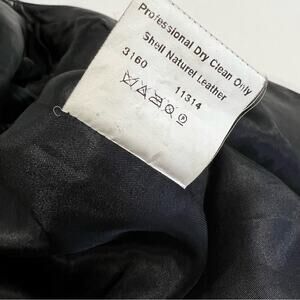 Professional Dry Clean Only
Shell Naturel Leather
3160 11314